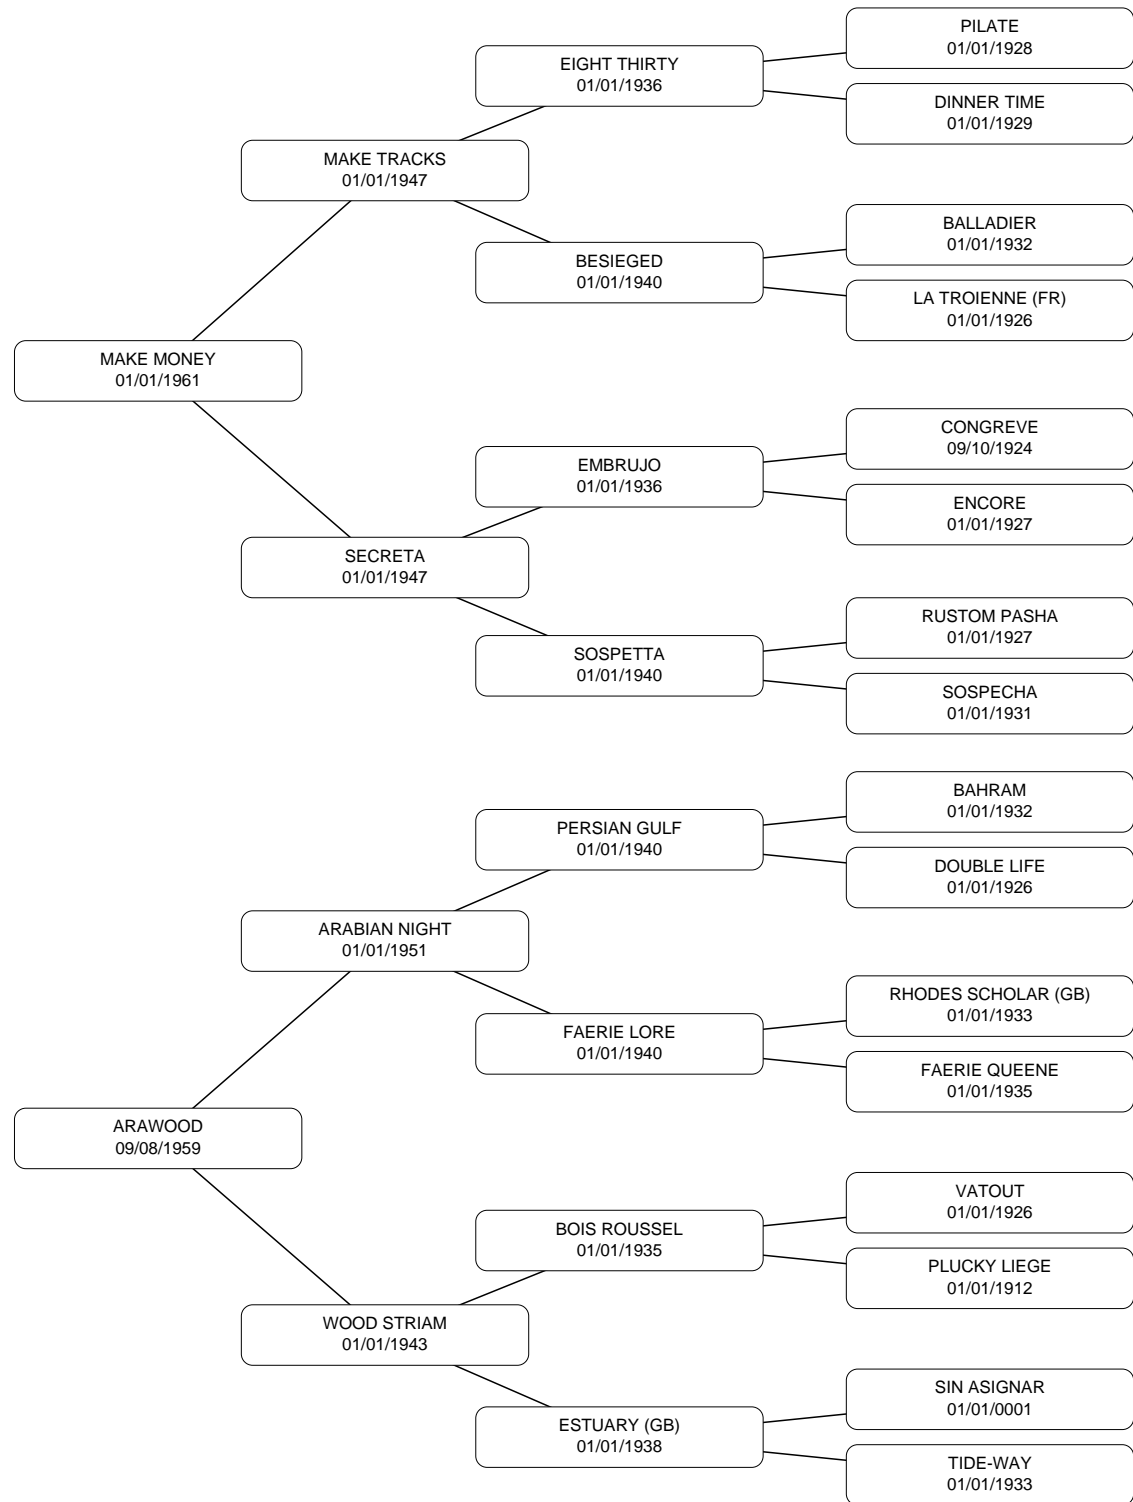 PILATE
01/01/1928
EIGHT THIRTY
01/01/1936
DINNER TIME
01/01/1929
MAKE TRACKS
01/01/1947
BALLADIER
01/01/1932
BESIEGED
01/01/1940
LA TROIENNE (FR)
01/01/1926
MAKE MONEY
01/01/1961
CONGREVE
09/10/1924
EMBRUJO
01/01/1936
ENCORE
01/01/1927
SECRETA
01/01/1947
RUSTOM PASHA
01/01/1927
SOSPETTA
01/01/1940
SOSPECHA
01/01/1931
BAHRAM
01/01/1932
PERSIAN GULF
01/01/1940
DOUBLE LIFE
01/01/1926
ARABIAN NIGHT
01/01/1951
RHODES SCHOLAR (GB)
01/01/1933
FAERIE LORE
01/01/1940
FAERIE QUEENE
01/01/1935
ARAWOOD
09/08/1959
VATOUT
01/01/1926
BOIS ROUSSEL
01/01/1935
PLUCKY LIEGE
01/01/1912
WOOD STRIAM
01/01/1943
SIN ASIGNAR
01/01/0001
ESTUARY (GB)
01/01/1938
TIDE-WAY
01/01/1933